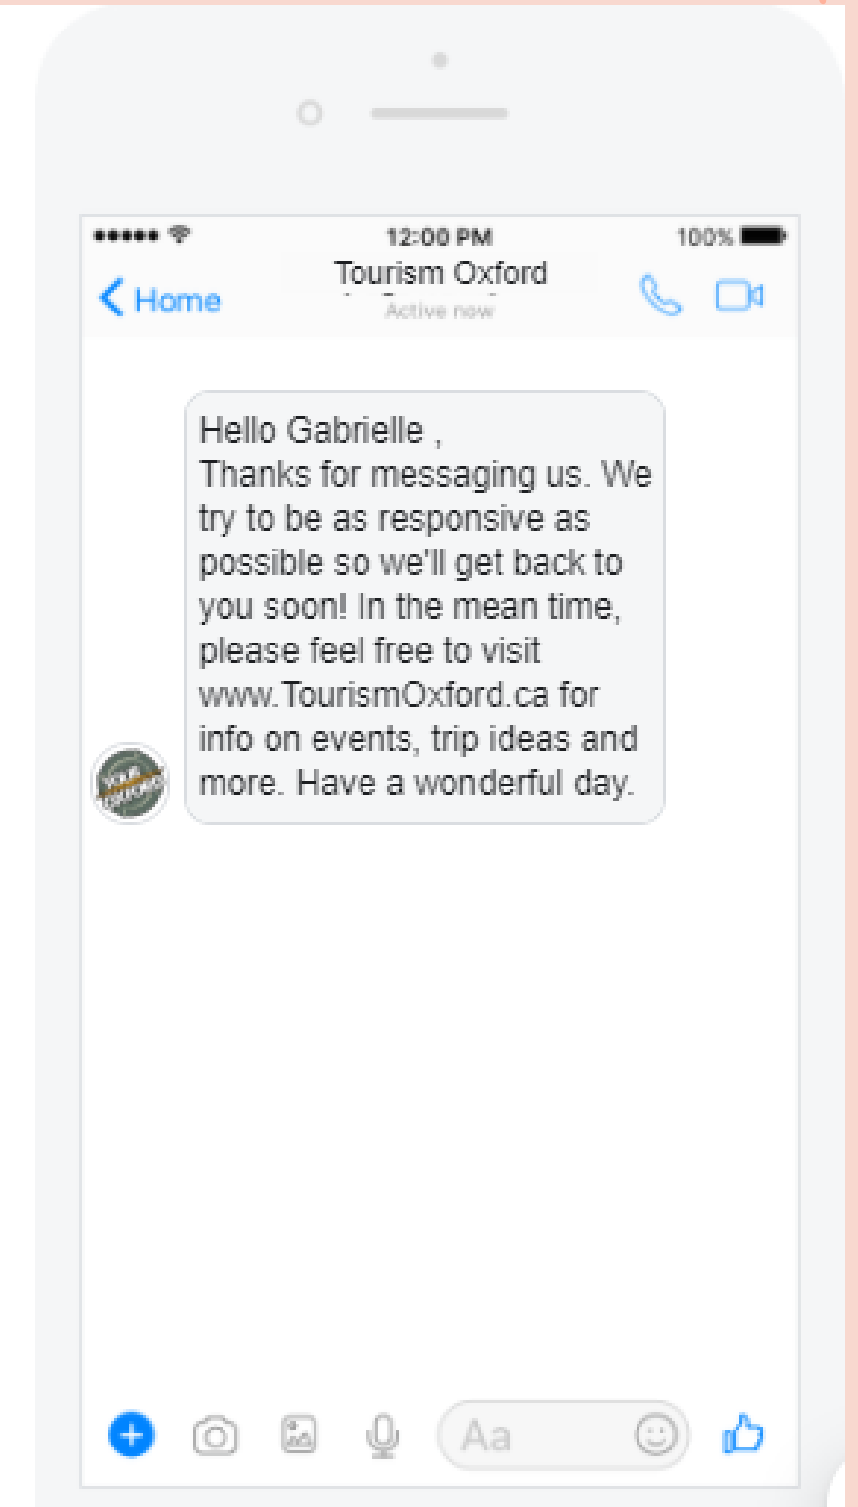 12:00 PM
100%
Tourism Oxford
Home
Active now
Hello Gabrielle ,
Thanks for messaging us. We
try to be as responsive as
possible so we'll get back to
you soon! In the mean time,
please feel free to visit
www.TourismOxford.ca for
info on events, trip ideas and
more. Have a wonderful day.
YOUR
OXFORD
Aa